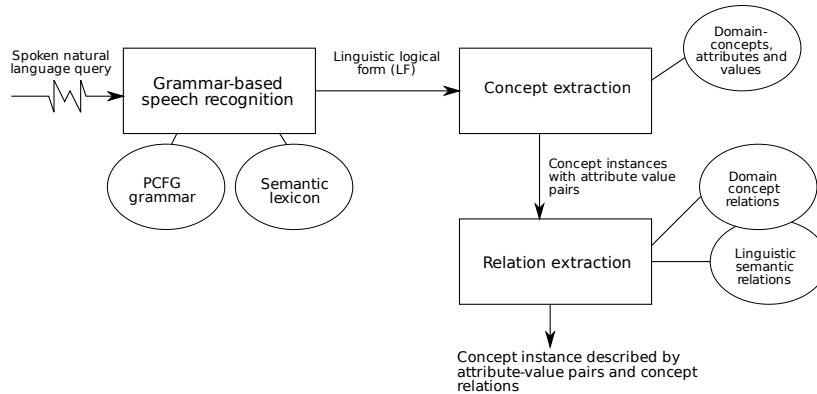 Spoken natural
language query
Grammar-based
speech recognition
PCFG
grammar
Semantic
lexicon
Linguistic logical
form (LF)
Concept extraction
Domain-
concepts,
attributes and
values
Concept instances
with attribute value
pairs
Relation extraction
Domain
concept
relations
Linguistic
semantic
relations
Concept instance described by
attribute-value pairs and concept
relations